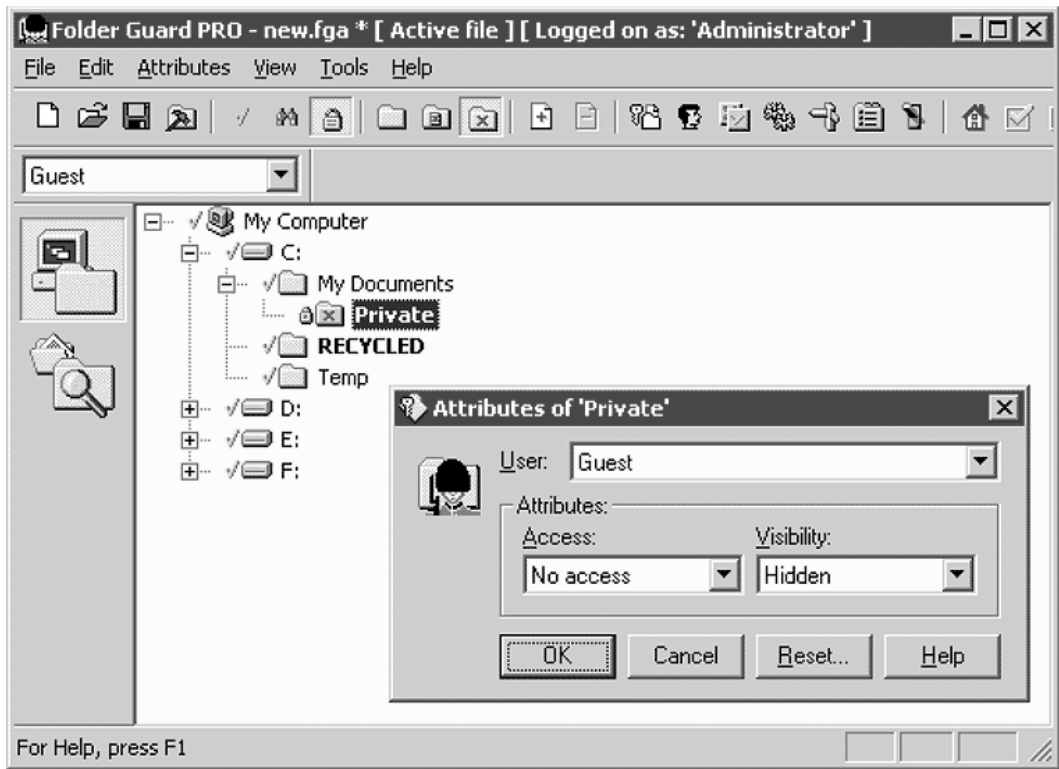 Folder Guard PRO - new.fga * [ Active file ] [ Logged on as: 'Administrator' ]
File Edit Attributes View Tools Help
Guest
My Computer
C:
My Documents
Private
RECYCLED
Temp
D:
E:
F:
Attributes of 'Private'
User: Guest
Attributes:
Access: Visibility:
No access Hidden
OK Cancel Reset... Help
For Help, press F1